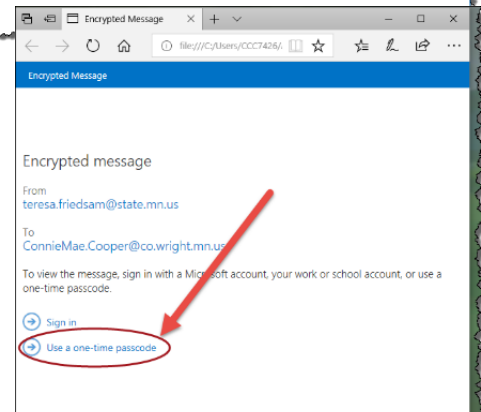 Encrypted Message
file:///C:/Users/CCC7426/.
Encrypted Message
Encrypted message
From
teresa.friedsam@state.mn.us
To
ConnieMae.Cooper@co.wright.mn.us
To view the message, sign in with a Microsoft account, your work or school account, or use a
one-time passcode.
Sign in
Use a one-time passcode